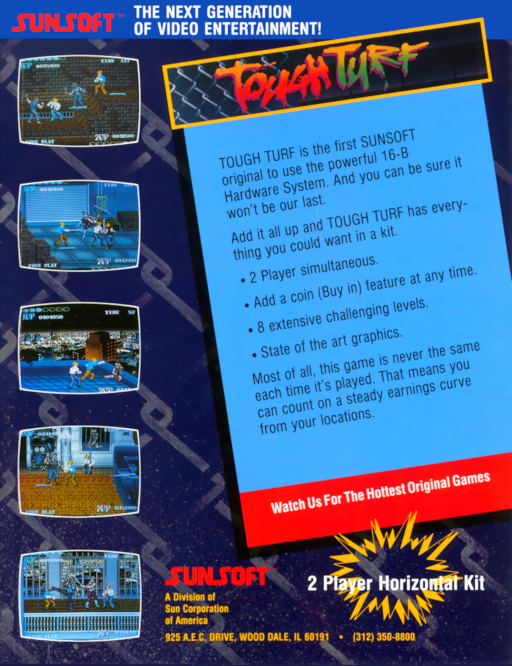 SUNSOFT™ THE NEXT GENERATION
OF VIDEO ENTERTAINMENT!
TOUGH TURF
TOUGH TURF is the first SUNSOFT
original to use the powerful 16-B
Hardware System. And you can be sure it
won't be our last.
Add it all up and TOUGH TURF has every-
thing you could want in a kit.
• 2 Player simultaneous.
• Add a coin (Buy in) feature at any time.
• 8 extensive challenging levels.
• State of the art graphics.
Most of all, this game is never the same
each time it's played. That means you
can count on a steady earnings curve
from your locations.
Watch Us For The Hottest Original Games
2 Player Horizontal Kit
SUNSOFT™
A Division of
Sun Corporation
of America
925 A.E.C. DRIVE, WOOD DALE, IL 60191 • (312) 350-8800